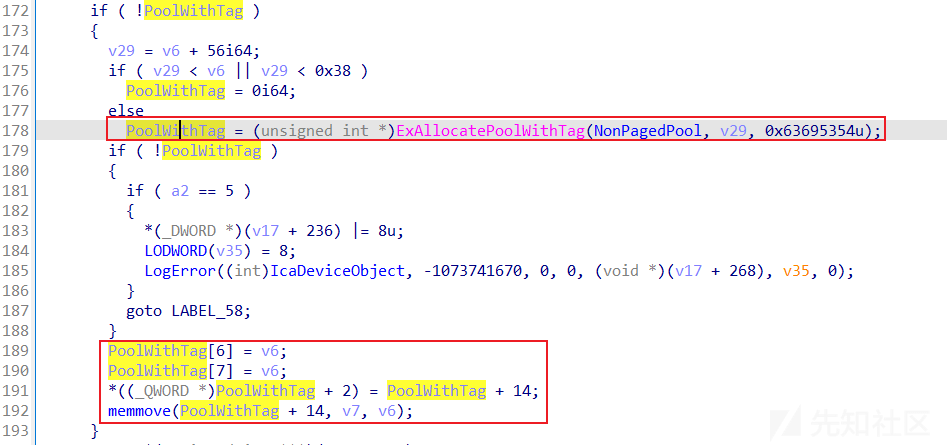 172 if ( !PoolWithTag )
173 {
174 v29 = v6 + 56i64;
175 if ( v29 < v6 || v29 < 0x38 )
176 PoolWithTag = 0i64;
177 else
178 PoolWithTag = (unsigned int *)ExAllocatePoolWithTag(NonPagedPool, v29, 0x63695354u);
179 if ( !PoolWithTag )
180 {
181 if ( a2 == 5 )
182 {
183 *(_DWORD *)(v17 + 236) |= 8u;
184 LODWORD(v35) = 8;
185 LogError((int)IcaDeviceObject, -1073741670, 0, 0, (void *)(v17 + 268), v35, 0);
186 }
187 goto LABEL_58;
188 }
189 PoolWithTag[6] = v6;
190 PoolWithTag[7] = v6;
191 *((_QWORD *)PoolWithTag + 2) = PoolWithTag + 14;
192 memmove(PoolWithTag + 14, v7, v6);
193 }
先知社区